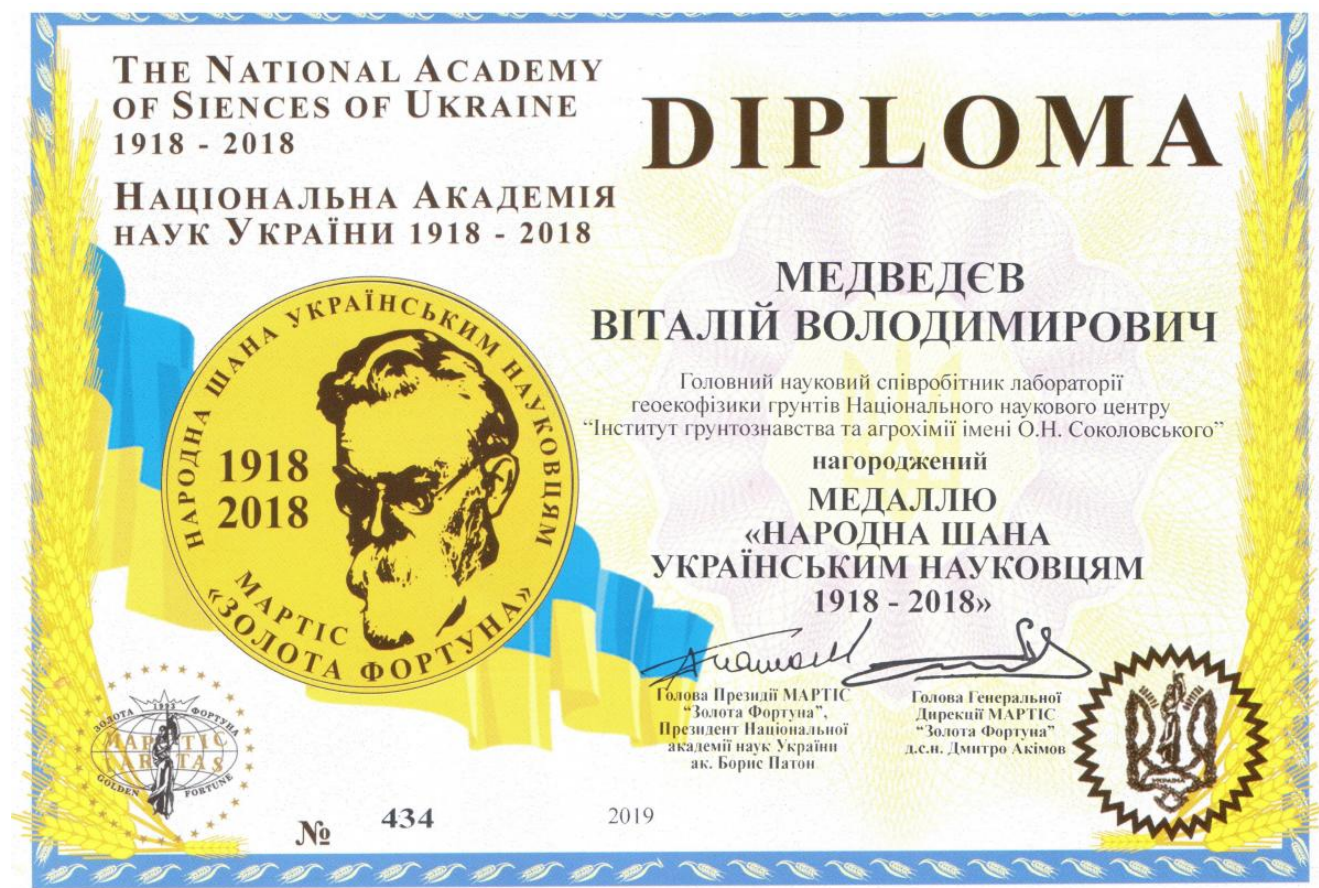 THE NATIONAL ACADEMY
OF SIENCES OF UKRAINE
1918 - 2018
НАЦІОНАЛЬНА АКАДЕМІЯ
НАУК УКРАЇНИ 1918 - 2018
DIPLOMA
МЕДВЕДЄВ
ВІТАЛІЙ ВОЛОДИМИРОВИЧ
Головний науковий співробітник лабораторії
геоекофізики грунтів Національного наукового центру
“Інститут грунтознавства та агрохімії імені О.Н. Соколовського”
нагороджений
МЕДАЛЛЮ
«НАРОДНА ШАНА
УКРАЇНСЬКИМ НАУКОВЦЯМ
1918 - 2018»
НАРОДНА ШАНА УКРАЇНСЬКИМ НАУКОВЦЯМ
1918
2018
МАРТІС
«ЗОЛОТА ФОРТУНА»
Голова Президії МАРТІС
“Золота Фортуна”,
Президент Національної
академії наук України
ак. Борис Патон
Голова Генеральної
Дирекції МАРТІС
“Золота Фортуна”
д.с.н. Дмитро Акімов
ЗОЛОТА ФОРТУНА
GOLDEN FORTUNE
УКРАЇНА
№ 434
2019